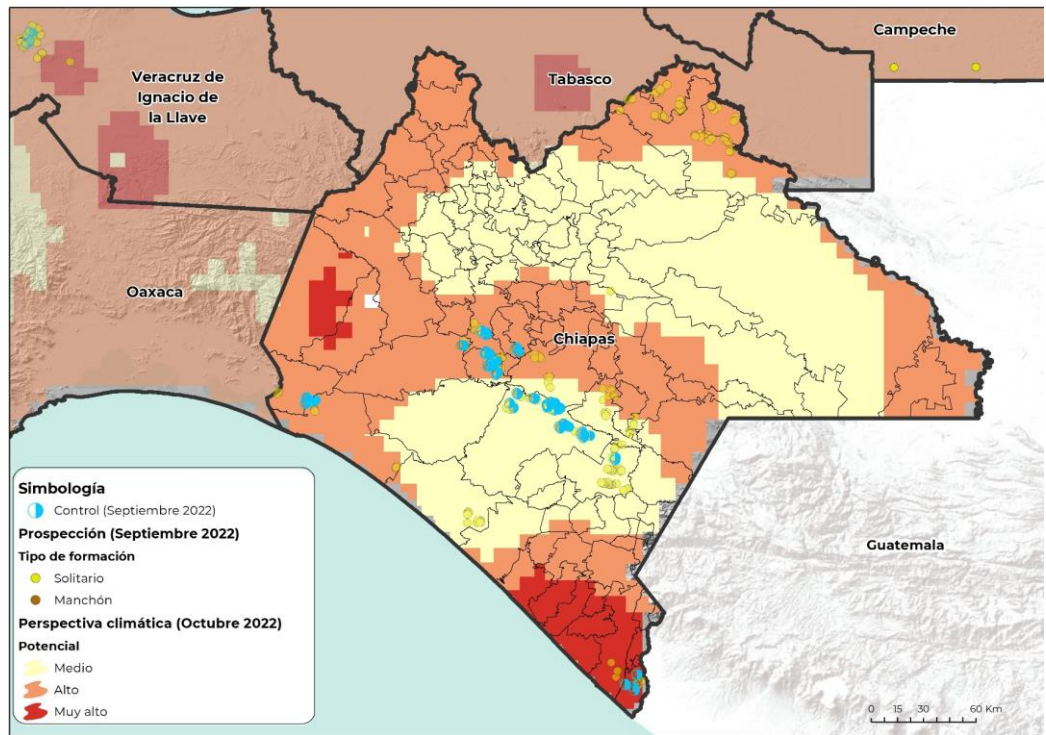 Campeche
Tabasco
Veracruz de
Ignacio de
la Llave
Oaxaca
Chiapas
Guatemala
Simbología
Control (Septiembre 2022)
Prospección (Septiembre 2022)
Tipo de formación
Solitario
Manchón
Perspectiva climática (Octubre 2022)
Potencial
Medio
Alto
Muy alto
0 15 30 60 Km